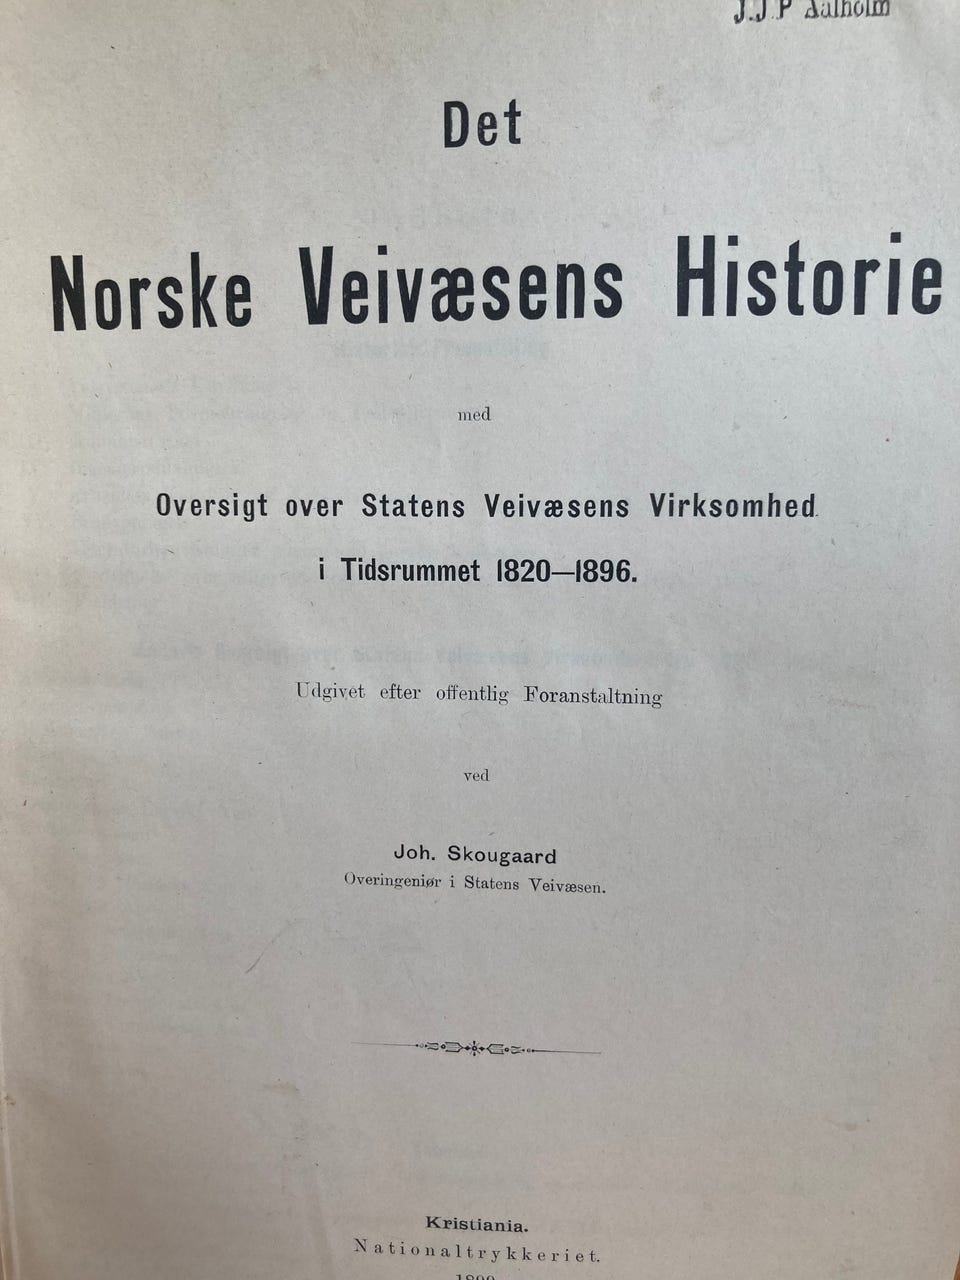 J.J.P Aalholm
Det
Norske Veivæsens Historie
med
Oversigt over Statens Veivæsens Virksomhed
i Tidsrummet 1820—1896.
Udgivet efter offentlig Foranstaltning
ved
Joh. Skougaard
Overingeniør i Statens Veivæsen.
Kristiania.
Nationaltrykkeriet.